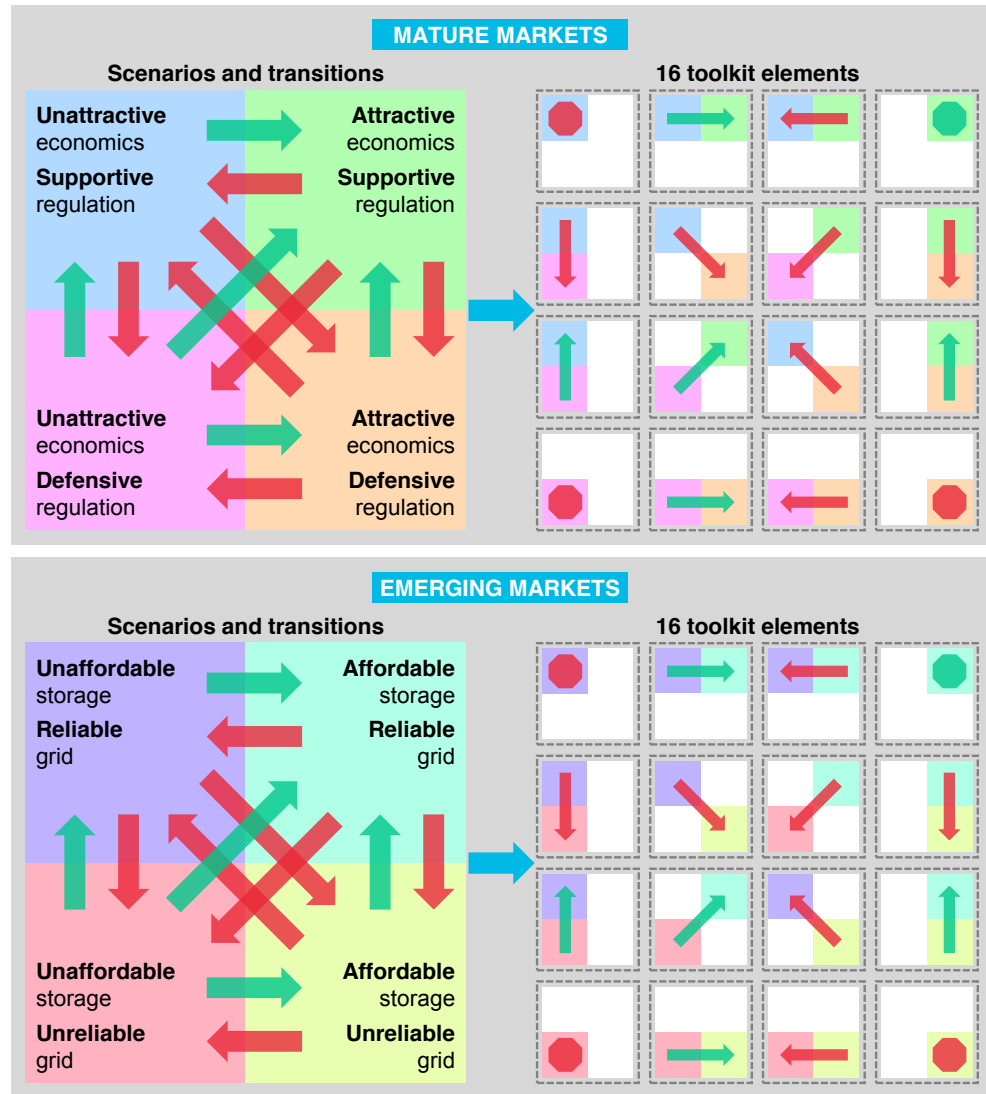 MATURE MARKETS
Scenarios and transitions
Unattractive
economics
Supportive
regulation
Attractive
economics
Supportive
regulation
Unattractive
economics
Defensive
regulation
Attractive
economics
Defensive
regulation
16 toolkit elements
EMERGING MARKETS
Scenarios and transitions
Unaffordable
storage
Reliable
grid
Affordable
storage
Reliable
grid
Unaffordable
storage
Unreliable
grid
Affordable
storage
Unreliable
grid
16 toolkit elements